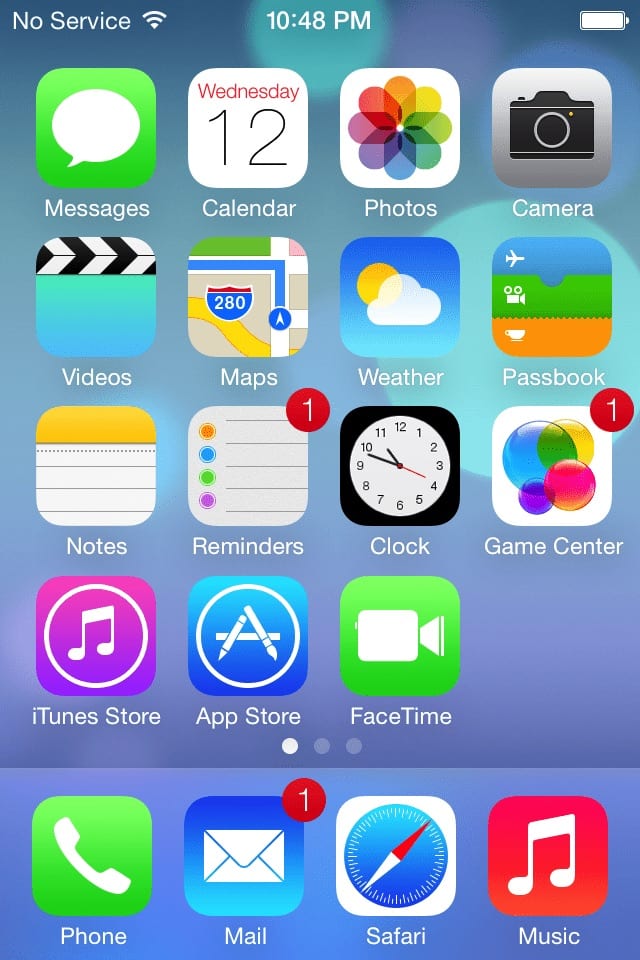 No Service 10:48 PM
Wednesday
12
Messages Calendar Photos Camera
280
Videos Maps Weather Passbook
1 1
12
11 1
10 2
9 3
8 4
7 5
6
Notes Reminders Clock Game Center
iTunes Store App Store FaceTime
1
Phone Mail Safari Music